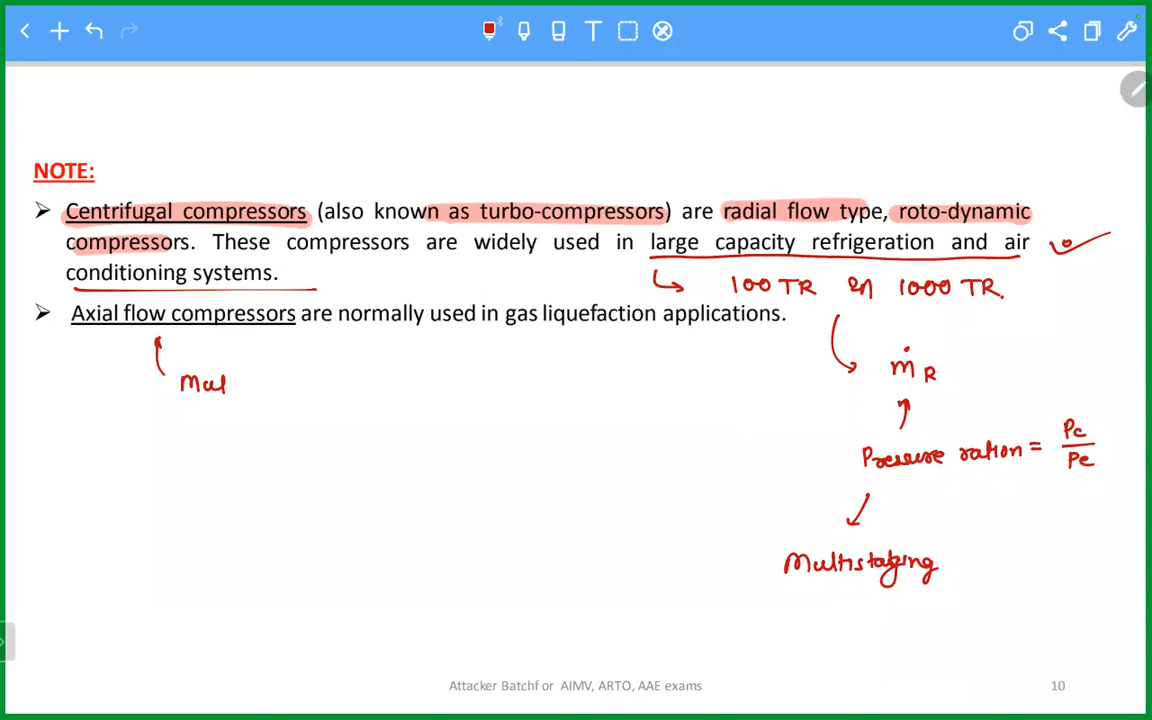 NOTE:
➢ Centrifugal compressors (also known as turbo-compressors) are radial flow type, roto-dynamic
compressors. These compressors are widely used in large capacity refrigeration and air
conditioning systems.
100 TR en 1000 TR.
➢ Axial flow compressors are normally used in gas liquefaction applications.
ṁR
Mul
Pressure ration = Pc/Pe
Multistaging
Attacker Batchf or AIMV, ARTO, AAE exams
10